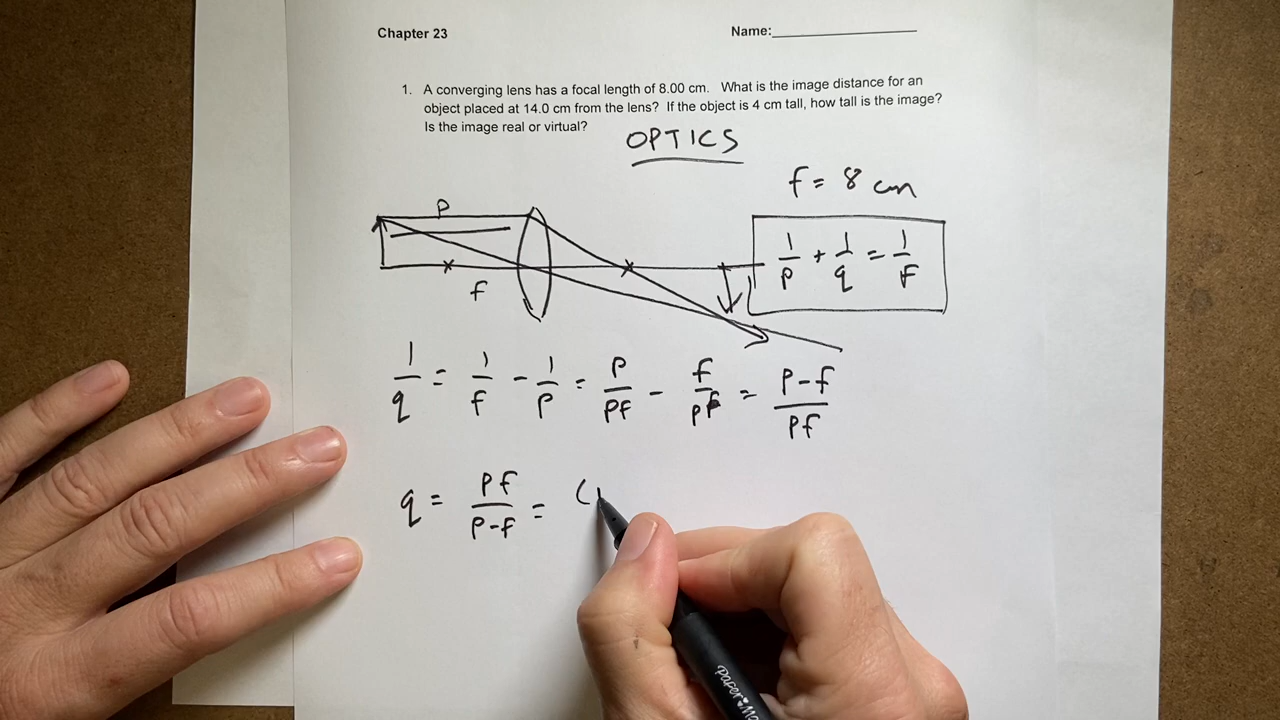 Chapter 23 Name:
1. A converging lens has a focal length of 8.00 cm. What is the image distance for an
object placed at 14.0 cm from the lens? If the object is 4 cm tall, how tall is the image?
Is the image real or virtual?
OPTICS
f = 8 cm
P
1/P + 1/q = 1/F
f
1/q = 1/f - 1/P = P/PF - f/PF = P-f/Pf
q = Pf/P-f = (1
Paper Ma